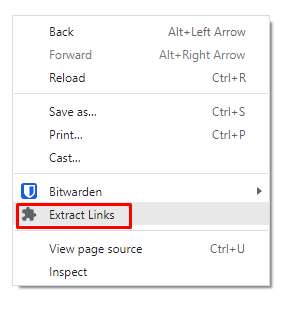 Back Alt+Left Arrow
Forward Alt+Right Arrow
Reload Ctrl+R
Save as... Ctrl+S
Print... Ctrl+P
Cast...
Bitwarden
Extract Links
View page source Ctrl+U
Inspect